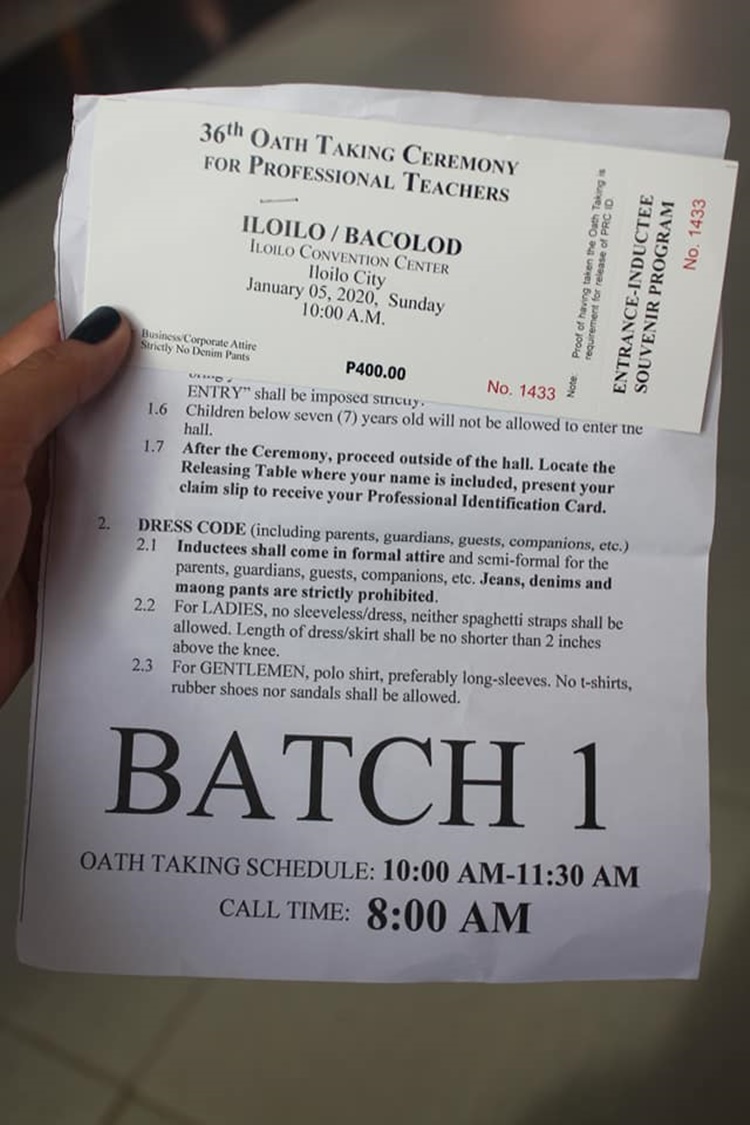 36th OATH TAKING CEREMONY
FOR PROFESSIONAL TEACHERS
ILOILO / BACOLOD
ILOILO CONVENTION CENTER
Iloilo City
January 05, 2020, Sunday
10:00 A.M.
Business/Corporate Attire
Strictly No Denim Pants
P400.00
No. 1433
Note: Proof of having taken the Oath Taking is
requirement for release of PRC ID
ENTRANCE-INDUCTEE
SOUVENIR PROGRAM
No. 1433
ENTRY" shall be imposed strictly.
1.6 Children below seven (7) years old will not be allowed to enter the
hall.
1.7 After the Ceremony, proceed outside of the hall. Locate the
Releasing Table where your name is included, present your
claim slip to receive your Professional Identification Card.
2. DRESS CODE (including parents, guardians, guests, companions, etc.)
2.1 Inductees shall come in formal attire and semi-formal for the
parents, guardians, guests, companions, etc. Jeans, denims and
maong pants are strictly prohibited.
2.2 For LADIES, no sleeveless/dress, neither spaghetti straps shall be
allowed. Length of dress/skirt shall be no shorter than 2 inches
above the knee.
2.3 For GENTLEMEN, polo shirt, preferably long-sleeves. No t-shirts,
rubber shoes nor sandals shall be allowed.
BATCH 1
OATH TAKING SCHEDULE: 10:00 AM-11:30 AM
CALL TIME: 8:00 AM